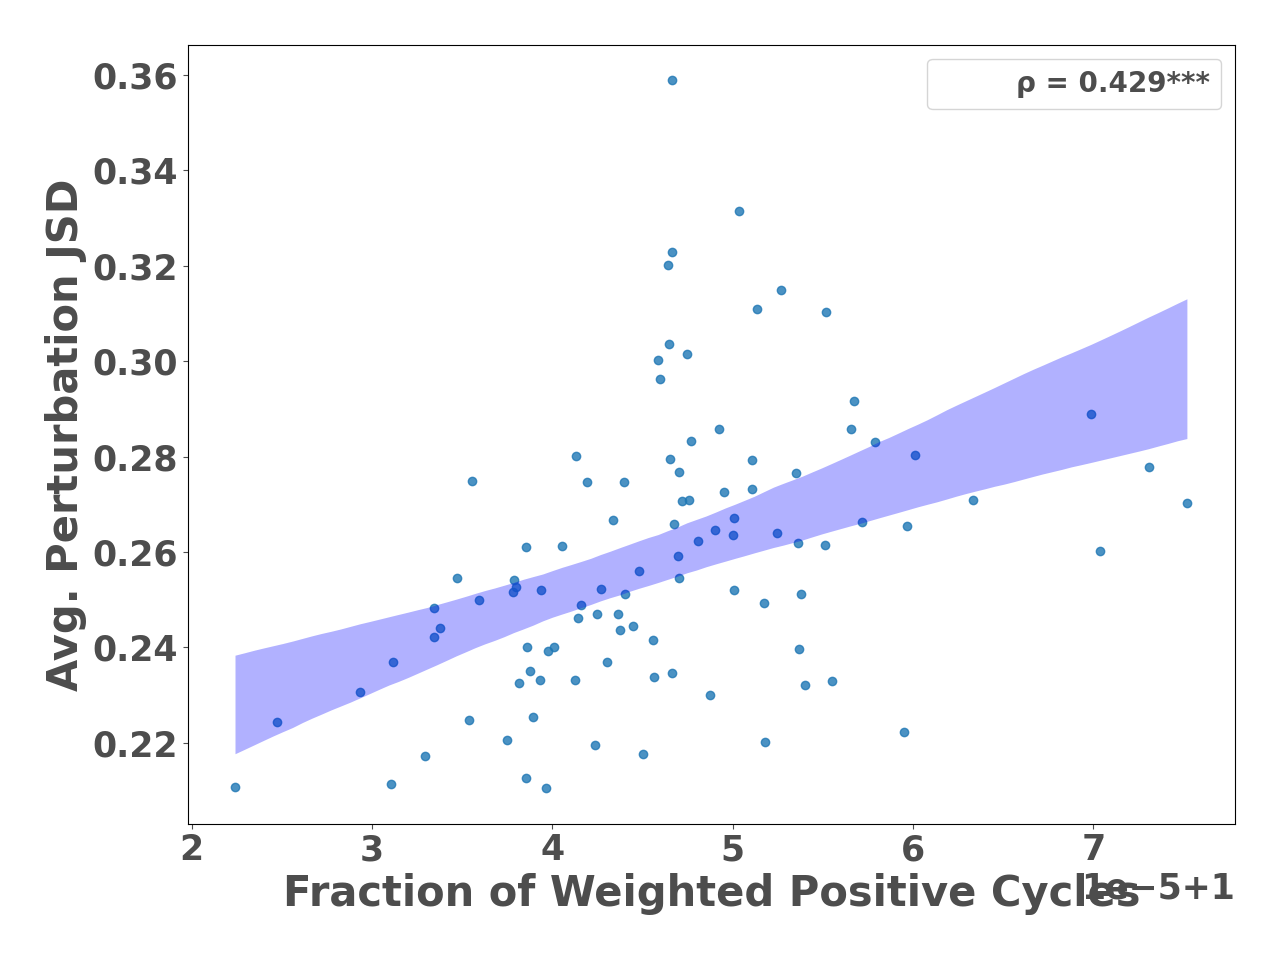 ρ = 0.429***
0.36
0.34
0.32
0.30
0.28
0.26
0.24
0.22
Avg. Perturbation JSD
2 3 4 5 6 7
Fraction of Weighted Positive Cycles
1e−5+1